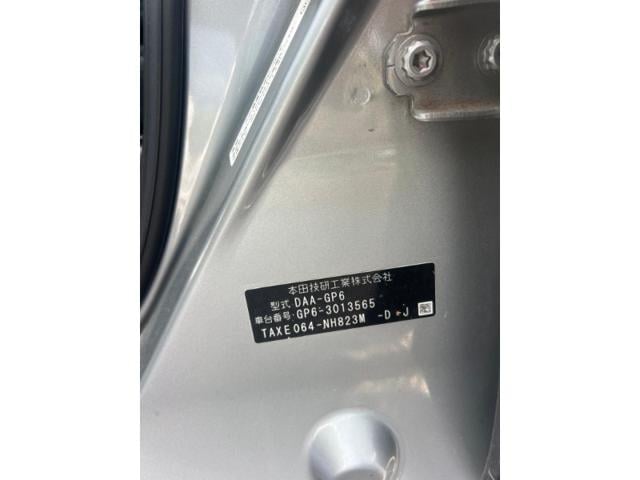 本田技研工業株式会社
型式 DAA-GP6
車台番号: GP6-3013565
TAXE064-NH823M -D J